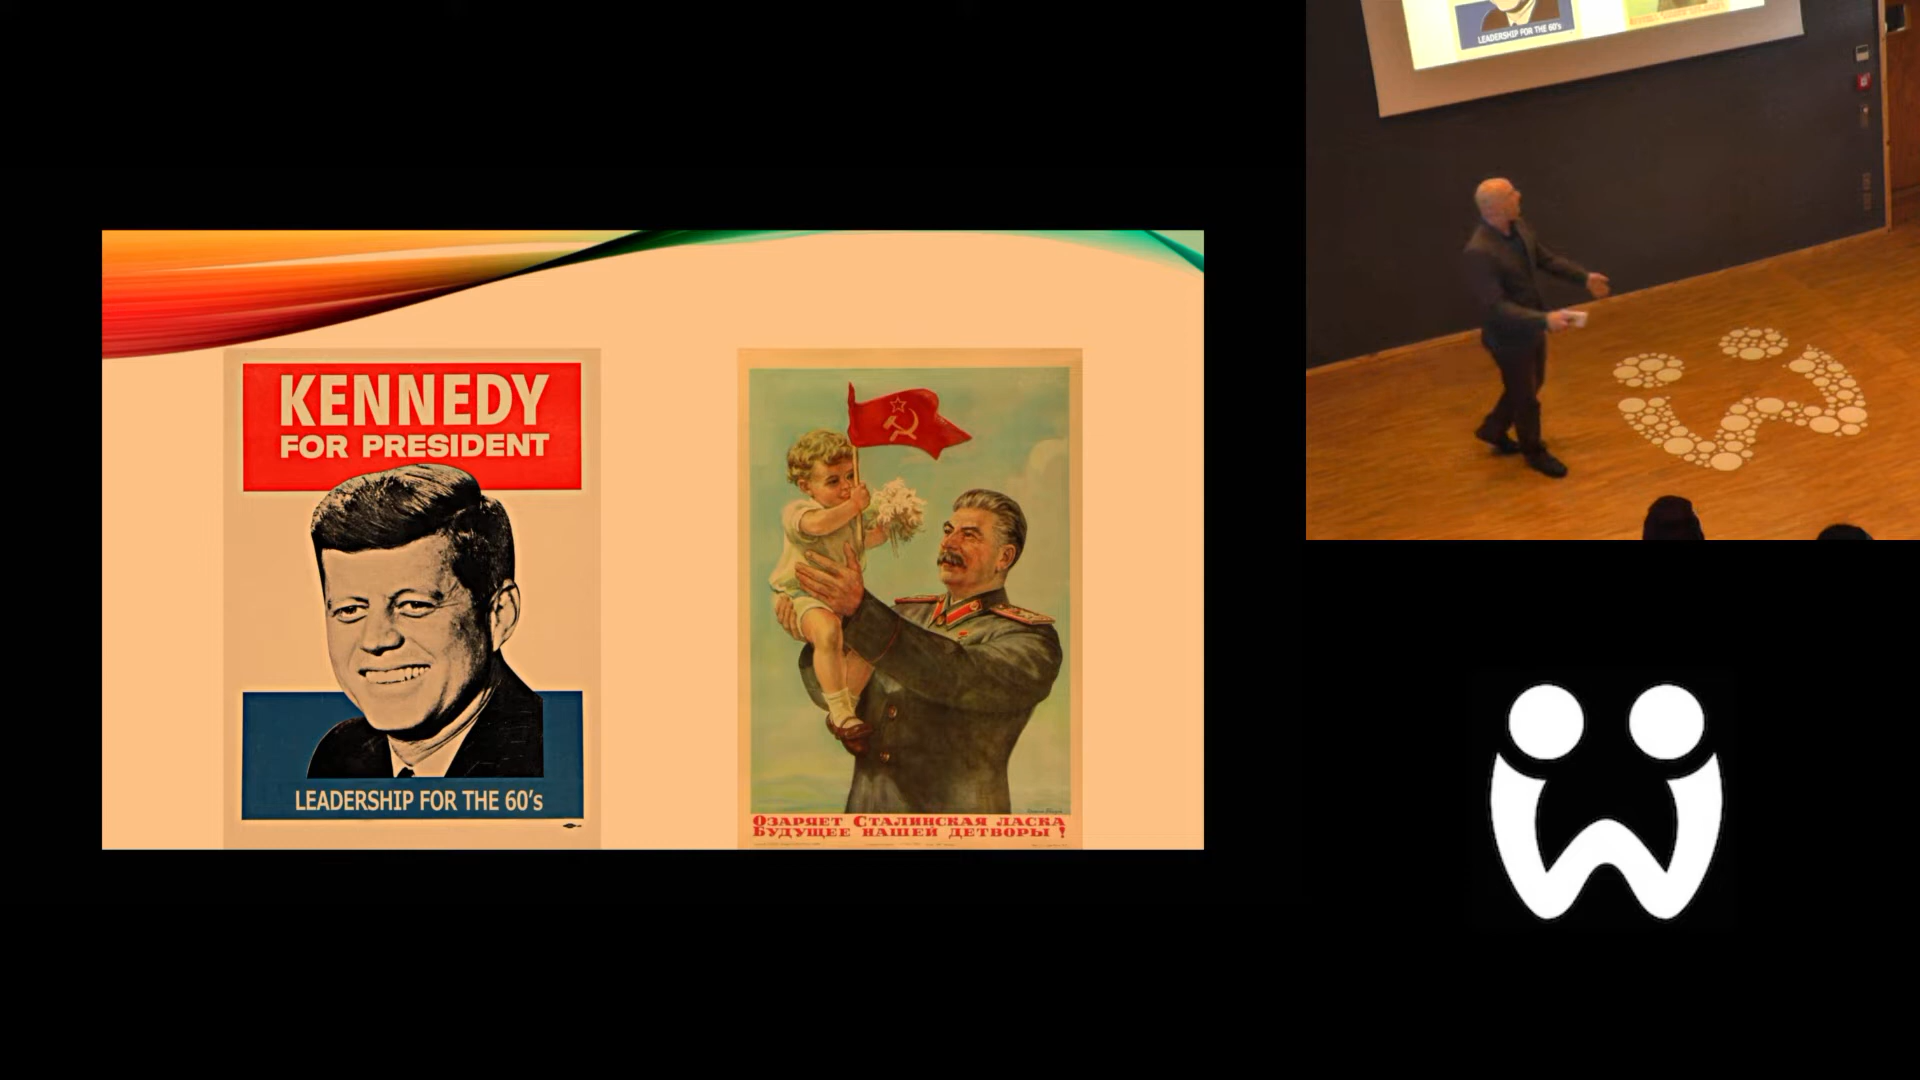 KENNEDY
FOR PRESIDENT
LEADERSHIP FOR THE 60's
ОЗАРЯЕТ СТАЛИНСКАЯ ЛАСКА
БУДУЩЕЕ НАШЕЙ ДЕТВОРЫ !
LEADERSHIP FOR THE 60's